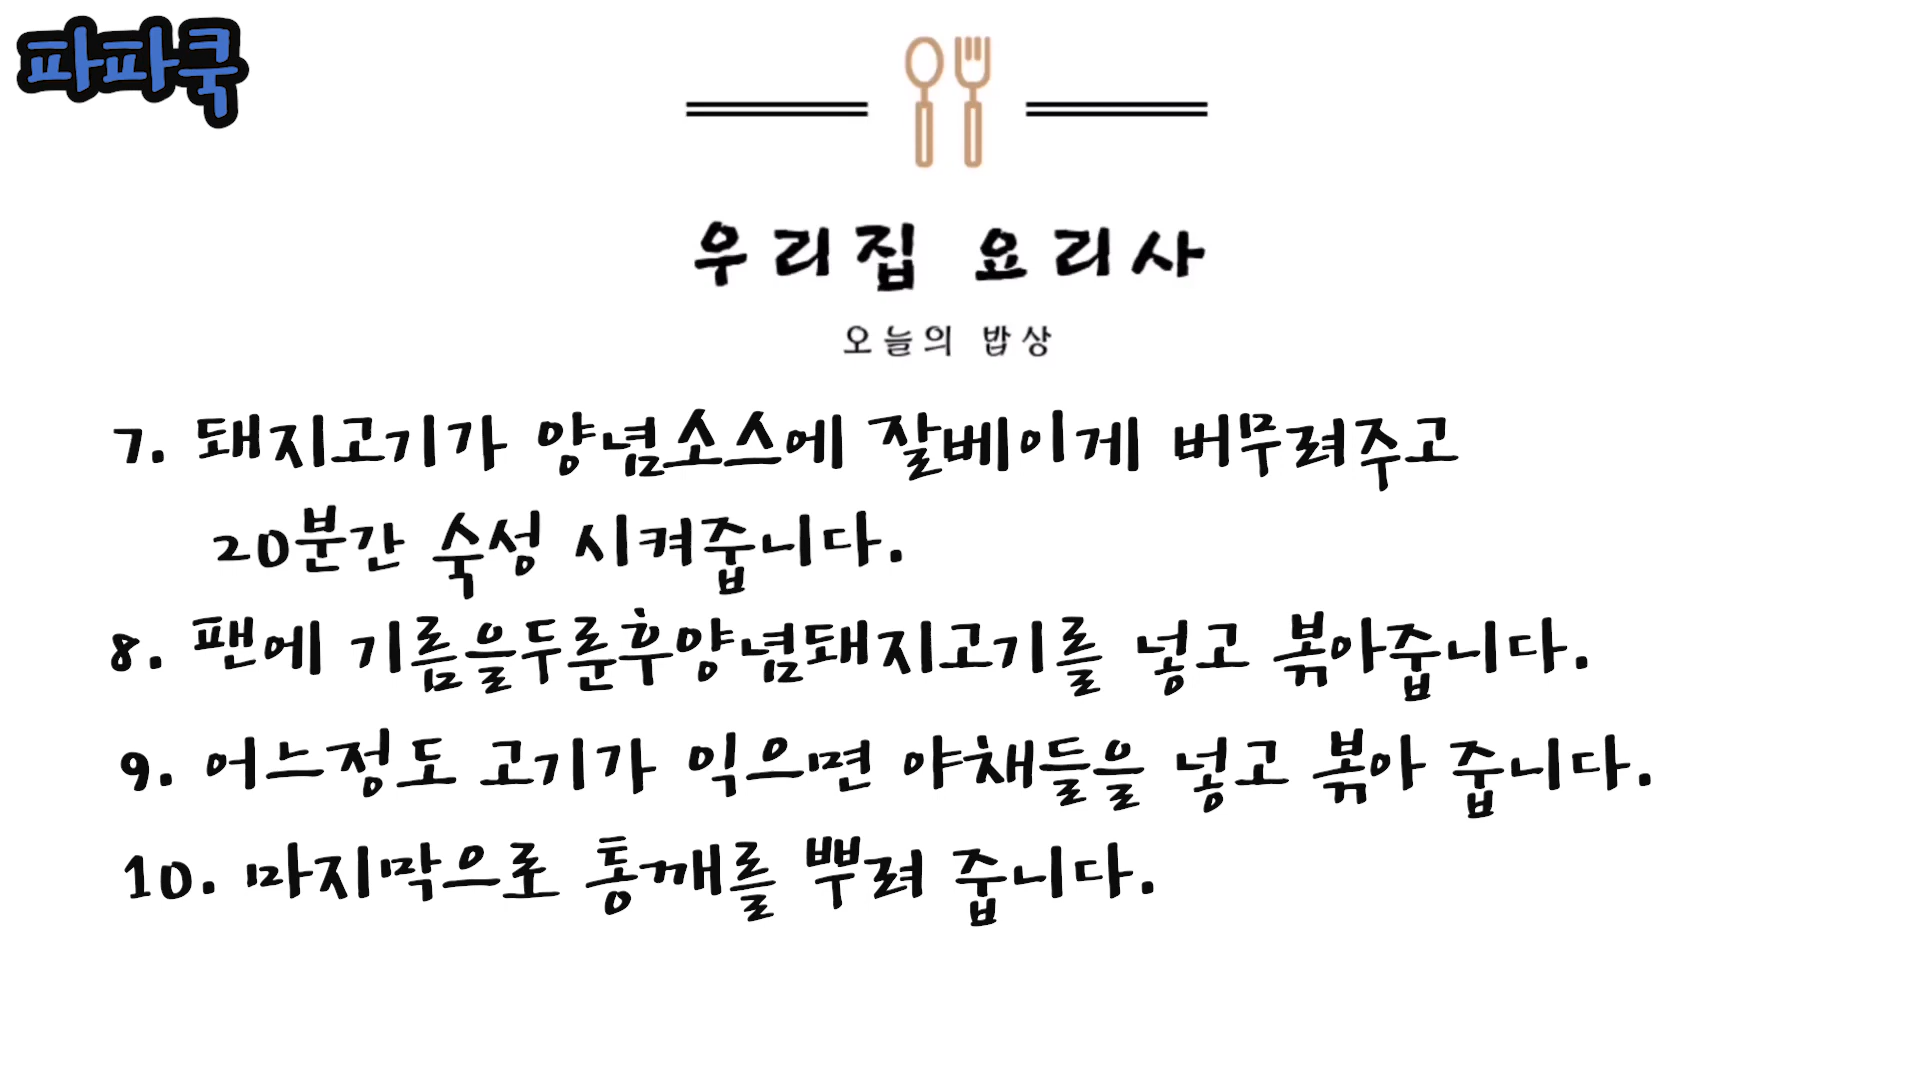 파파쿡
우리집 요리사
오늘의 밥상
7. 돼지고기가 양념소스에 잘베이게 버무려주고
20분간 숙성 시켜줍니다.
8. 팬에 기름을두룬후양념돼지고기를 넣고 볶아줍니다.
9. 어느정도 고기가 익으면 야채들을 넣고 볶아 줍니다.
10. 마지막으로 통깨를 뿌려 줍니다.